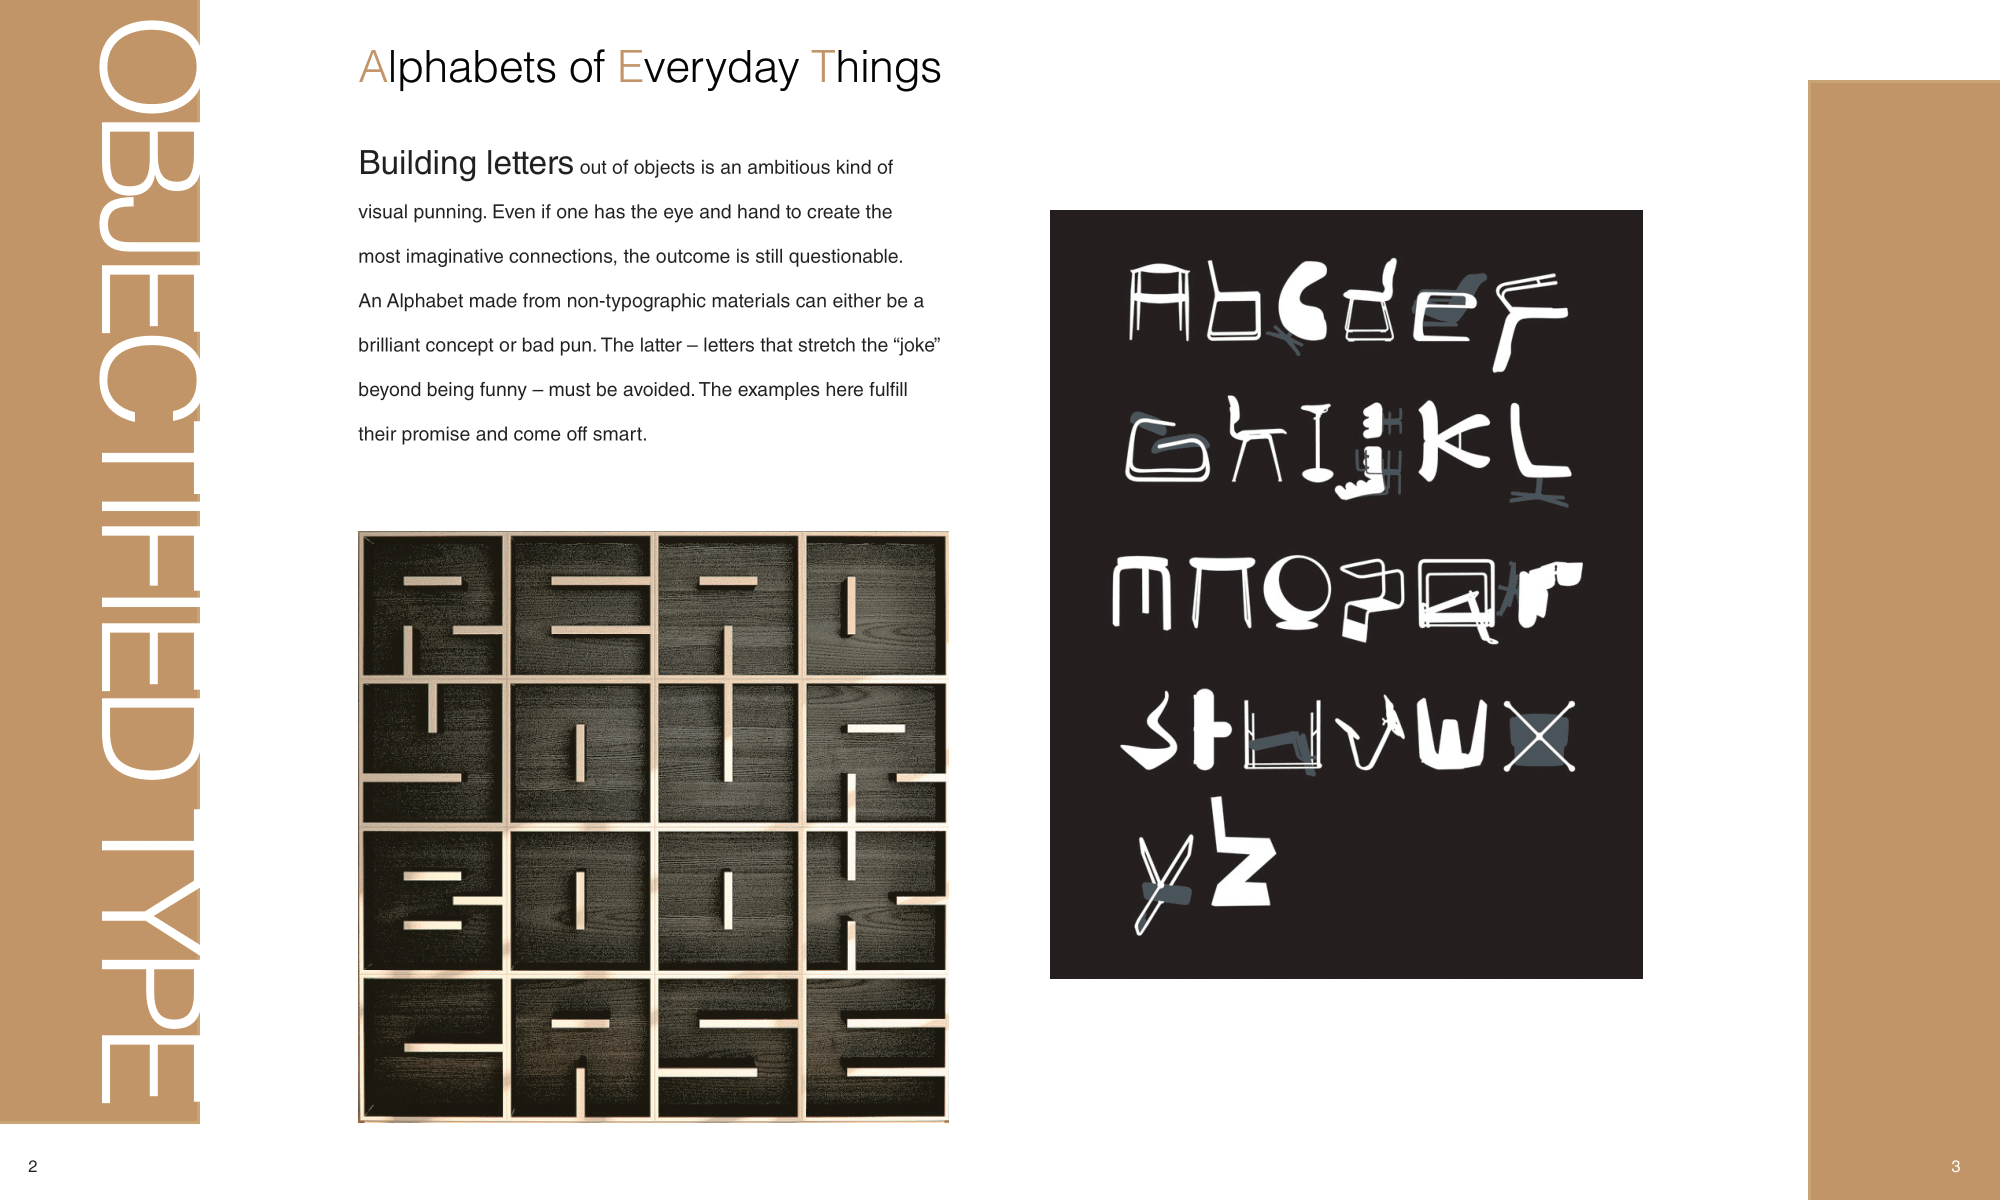 OBJECTIFIED TYPE
Alphabets of Everyday Things
Building letters out of objects is an ambitious kind of
visual punning. Even if one has the eye and hand to create the
most imaginative connections, the outcome is still questionable.
An Alphabet made from non-typographic materials can either be a
brilliant concept or bad pun. The latter – letters that stretch the “joke”
beyond being funny – must be avoided. The examples here fulfill
their promise and come off smart.
READ
YOUR
BOOK
CASE
Abcdef
Ghijkl
mnopqr
stuvwx
yz
2
3